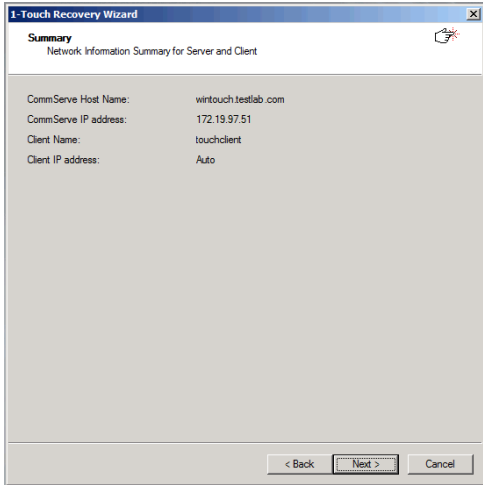 1-Touch Recovery Wizard
Summary
Network Information Summary for Server and Client
CommServe Host Name: wintouch.testlab.com
CommServe IP address: 172.19.97.51
Client Name: touchclient
Client IP address: Auto
< Back Next > Cancel